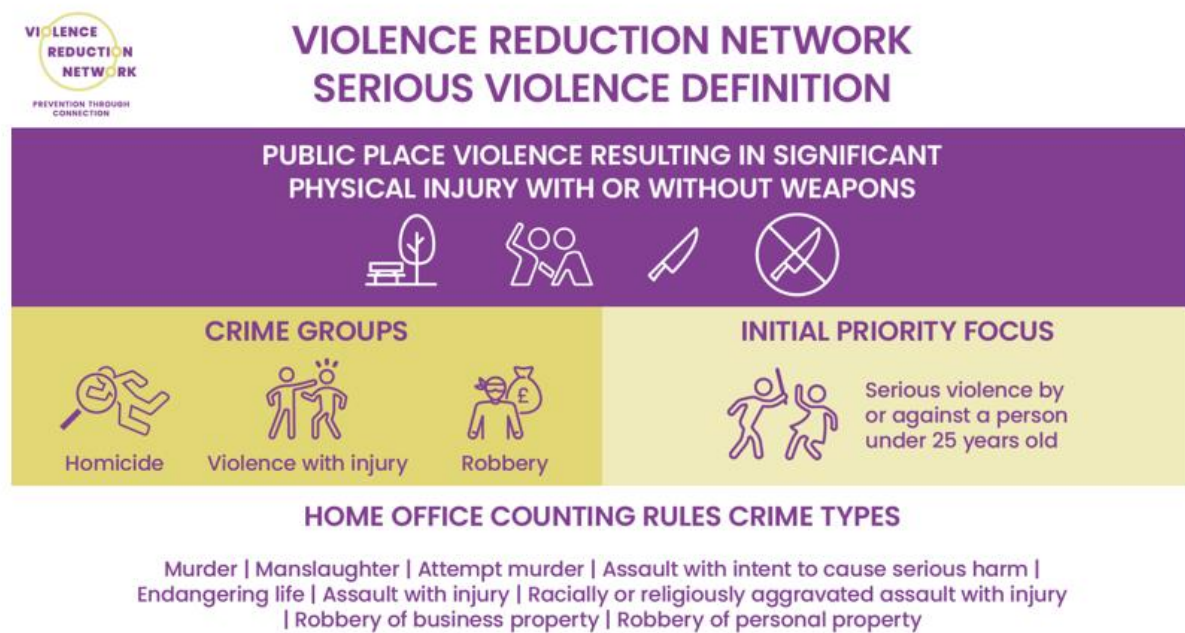 VIOLENCE
REDUCTION
NETWORK
PREVENTION THROUGH
CONNECTION
VIOLENCE REDUCTION NETWORK
SERIOUS VIOLENCE DEFINITION
PUBLIC PLACE VIOLENCE RESULTING IN SIGNIFICANT
PHYSICAL INJURY WITH OR WITHOUT WEAPONS
CRIME GROUPS
£
Homicide
Violence with injury
Robbery
INITIAL PRIORITY FOCUS
Serious violence by
or against a person
under 25 years old
HOME OFFICE COUNTING RULES CRIME TYPES
Murder | Manslaughter | Attempt murder | Assault with intent to cause serious harm |
Endangering life | Assault with injury | Racially or religiously aggravated assault with injury
| Robbery of business property | Robbery of personal property